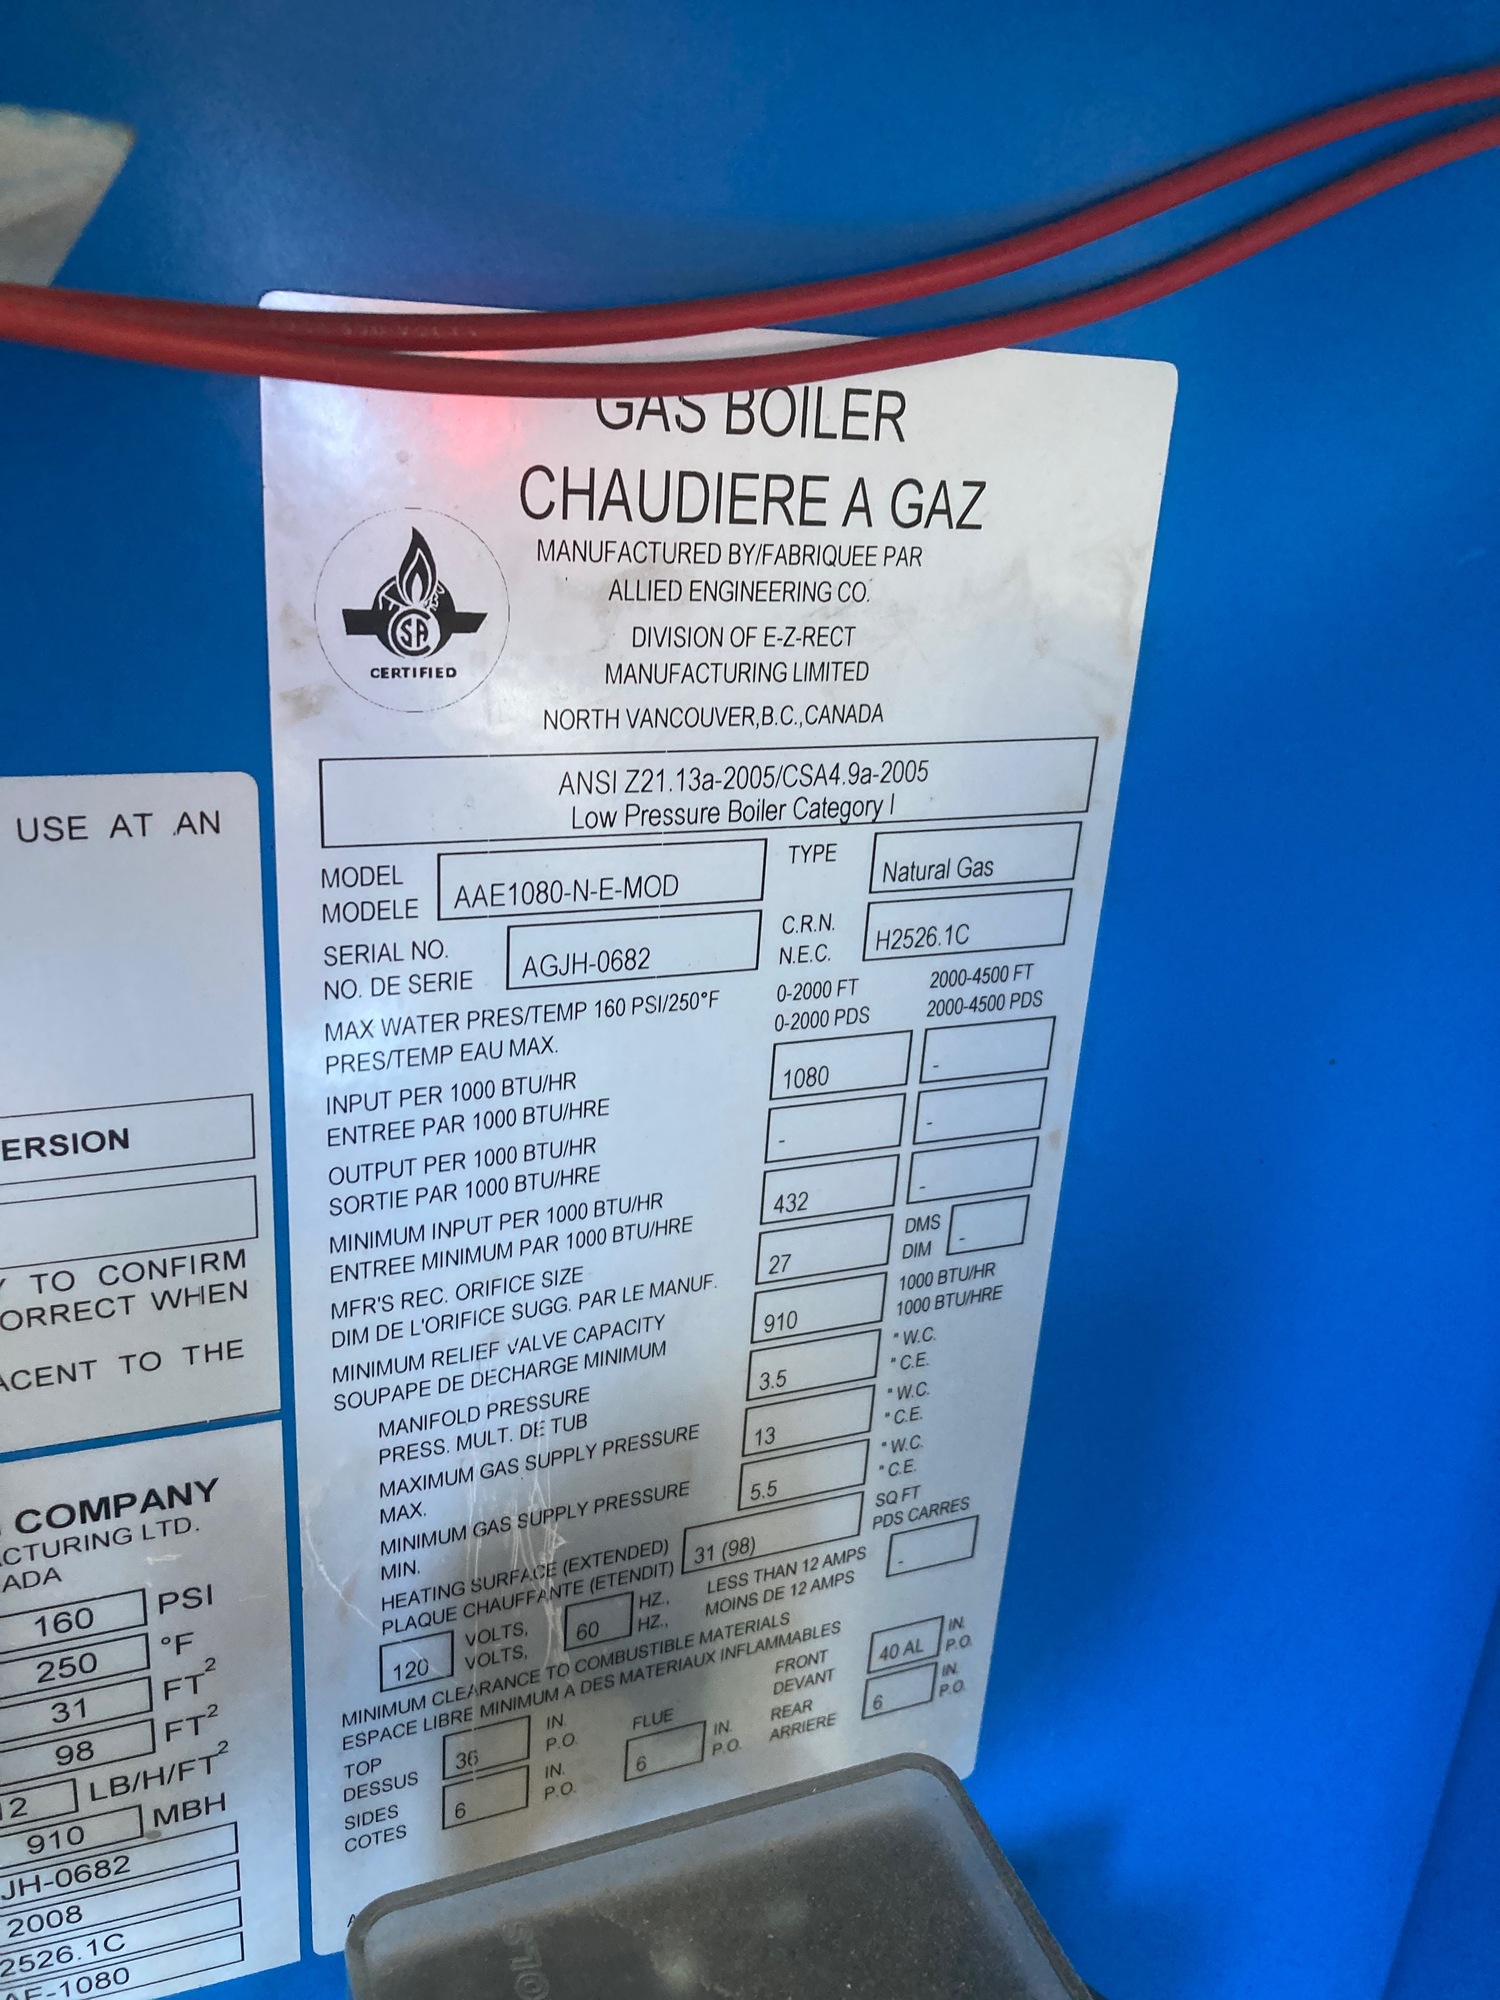 GAS BOILER
CHAUDIERE A GAZ
MANUFACTURED BY/FABRIQUEE PAR
ALLIED ENGINEERING CO.
DIVISION OF E-Z-RECT
MANUFACTURING LIMITED
NORTH VANCOUVER,B.C.,CANADA
CSA
CERTIFIED
ANSI Z21.13a-2005/CSA4.9a-2005
Low Pressure Boiler Category I
MODEL
MODELE
AAE1080-N-E-MOD
TYPE
Natural Gas
SERIAL NO.
NO. DE SERIE
AGJH-0682
C.R.N.
N.E.C.
H2526.1C
MAX WATER PRES/TEMP 160 PSI/250°F
PRES/TEMP EAU MAX.
0-2000 FT
0-2000 PDS
2000-4500 FT
2000-4500 PDS
INPUT PER 1000 BTU/HR
ENTREE PAR 1000 BTU/HRE
1080
-
OUTPUT PER 1000 BTU/HR
SORTIE PAR 1000 BTU/HRE
-
-
MINIMUM INPUT PER 1000 BTU/HR
ENTREE MINIMUM PAR 1000 BTU/HRE
432
-
MFR'S REC. ORIFICE SIZE
DIM DE L'ORIFICE SUGG. PAR LE MANUF.
27
DMS
DIM
-
MINIMUM RELIEF VALVE CAPACITY
SOUPAPE DE DECHARGE MINIMUM
910
1000 BTU/HR
1000 BTU/HRE
MANIFOLD PRESSURE
PRESS. MULT. DE TUB
3.5
"W.C.
"C.E.
MAXIMUM GAS SUPPLY PRESSURE
MAX.
13
"W.C.
"C.E.
MINIMUM GAS SUPPLY PRESSURE
MIN.
5.5
"W.C.
"C.E.
HEATING SURFACE (EXTENDED)
PLAQUE CHAUFFANTE (ETENDIT)
31 (98)
SQ FT
PDS CARRES
120
VOLTS,
VOLTS,
60
HZ.,
HZ.,
LESS THAN 12 AMPS
MOINS DE 12 AMPS
-
MINIMUM CLEARANCE TO COMBUSTIBLE MATERIALS
ESPACE LIBRE MINIMUM A DES MATERIAUX INFLAMMABLES
FRONT
DEVANT
40 AL
IN.
P.O.
TOP
DESSUS
36
IN.
P.O.
FLUE
6
IN.
P.O.
REAR
ARRIERE
6
IN.
P.O.
SIDES
COTES
6
IN.
P.O.
USE AT AN
ERSION
TO CONFIRM
ORRECT WHEN
ACENT TO THE
COMPANY
CTURING LTD.
ADA
160 PSI
250 °F
31 FT²
98 FT²
2 LB/H/FT²
910 MBH
JH-0682
2008
2526.1C
AE-1080